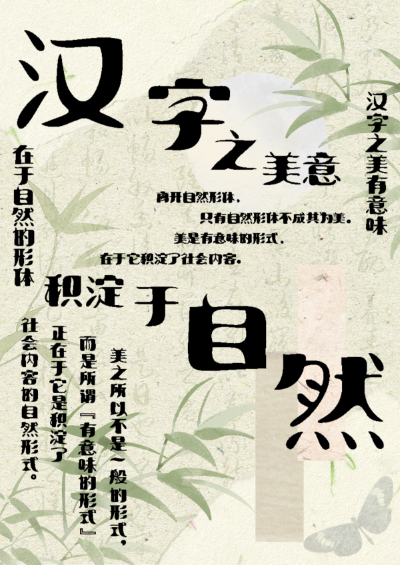 汉字之美意
汉字之美有意味
在于自然的形体
离开自然形体，
只有自然形体不成其为美。
美是有意味的形式，
在于它积淀了社会内容。
积淀于自然
美之所以不是一般的形式，
而是所谓『有意味的形式』
正在于它是积淀了
社会内容的自然形式。